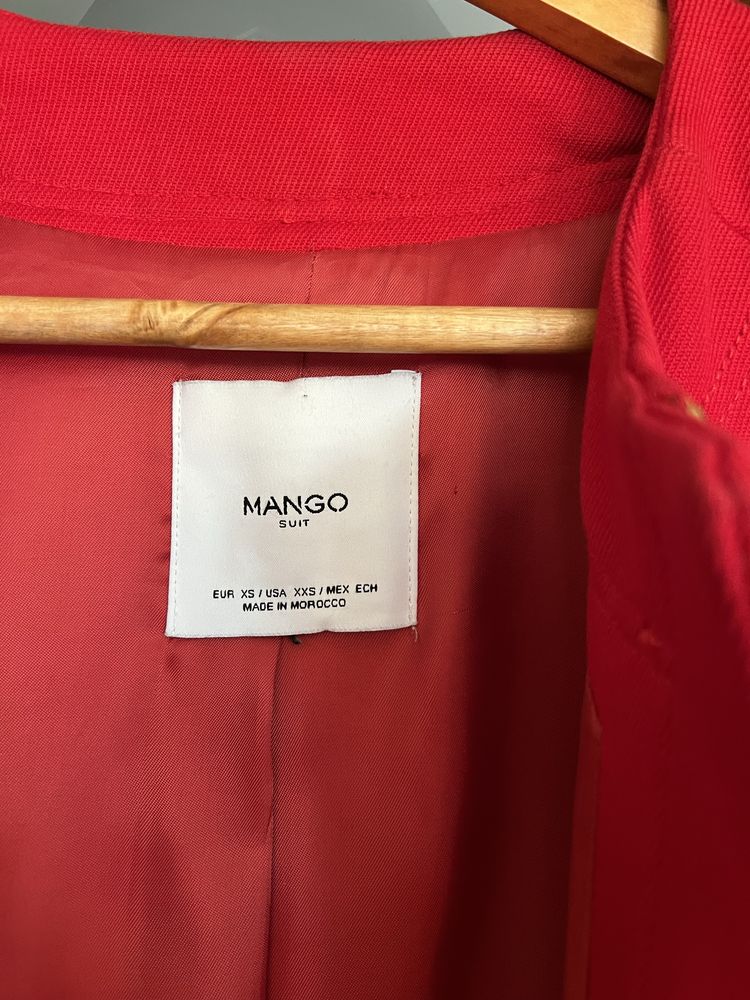 MANGO
SUIT
EUR XS / USA XXS / MEX ECH
MADE IN MOROCCO